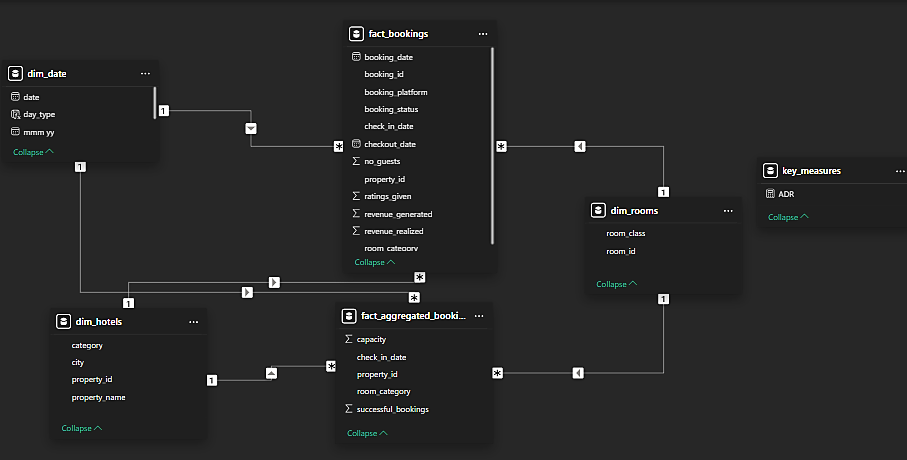 fact_bookings
booking_date
booking_id
booking_platform
booking_status
check_in_date
checkout_date
no_guests
property_id
ratings_given
revenue_generated
revenue_realized
room_category
Collapse
dim_date
date
day_type
mmm yy
Collapse
1
*
*
1
key_measures
ADR
Collapse
dim_rooms
room_class
room_id
Collapse
1
1
*
*
1
dim_hotels
category
city
property_id
property_name
Collapse
1
*
fact_aggregated_booki...
capacity
check_in_date
property_id
room_category
successful_bookings
Collapse
*